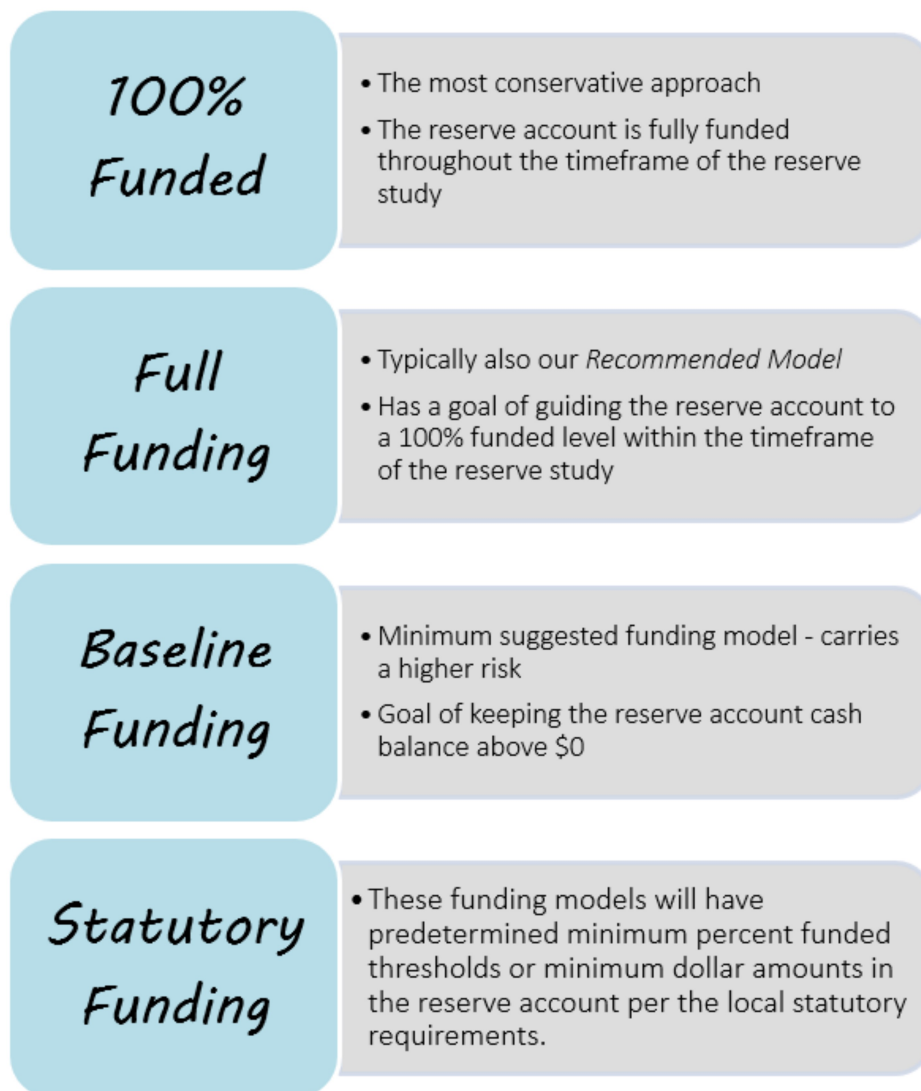 100%
Funded
• The most conservative approach
• The reserve account is fully funded
throughout the timeframe of the reserve
study
Full
Funding
• Typically also our Recommended Model
• Has a goal of guiding the reserve account to
a 100% funded level within the timeframe
of the reserve study
Baseline
Funding
• Minimum suggested funding model - carries
a higher risk
• Goal of keeping the reserve account cash
balance above $0
Statutory
Funding
• These funding models will have
predetermined minimum percent funded
thresholds or minimum dollar amounts in
the reserve account per the local statutory
requirements.